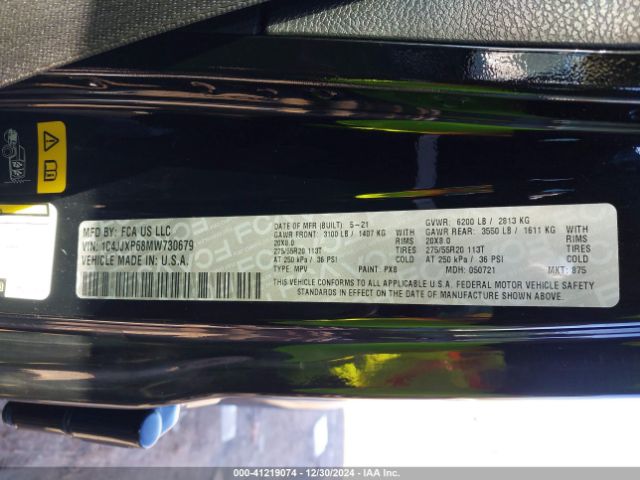 MFD. BY: FCA US LLC
VIN: 1C4JJXP68MW730679
VEHICLE MADE IN: U.S.A.
DATE OF MFR (BUILT) 5-21
GAWR FRONT: 3100 LB / 1407 KG
20X8.0 RIMS
275/55R20 113T TIRES
AT 250 kPa / 36 PSI COLD
TYPE: MPV PAINT: PX8
GVWR: 6200 LB / 2813 KG
GAWR REAR: 3550 LB / 1611 KG
20X8.0 RIMS
275/55R20 113T TIRES
AT 250 kPa / 36 PSI COLD
MDH: 050721 MKT: 875
THIS VEHICLE CONFORMS TO ALL APPLICABLE U.S.A. FEDERAL MOTOR VEHICLE SAFETY
STANDARDS IN EFFECT ON THE DATE OF MANUFACTURE SHOWN ABOVE.
000-41219074 | 12/30/2024 - IAAI.com